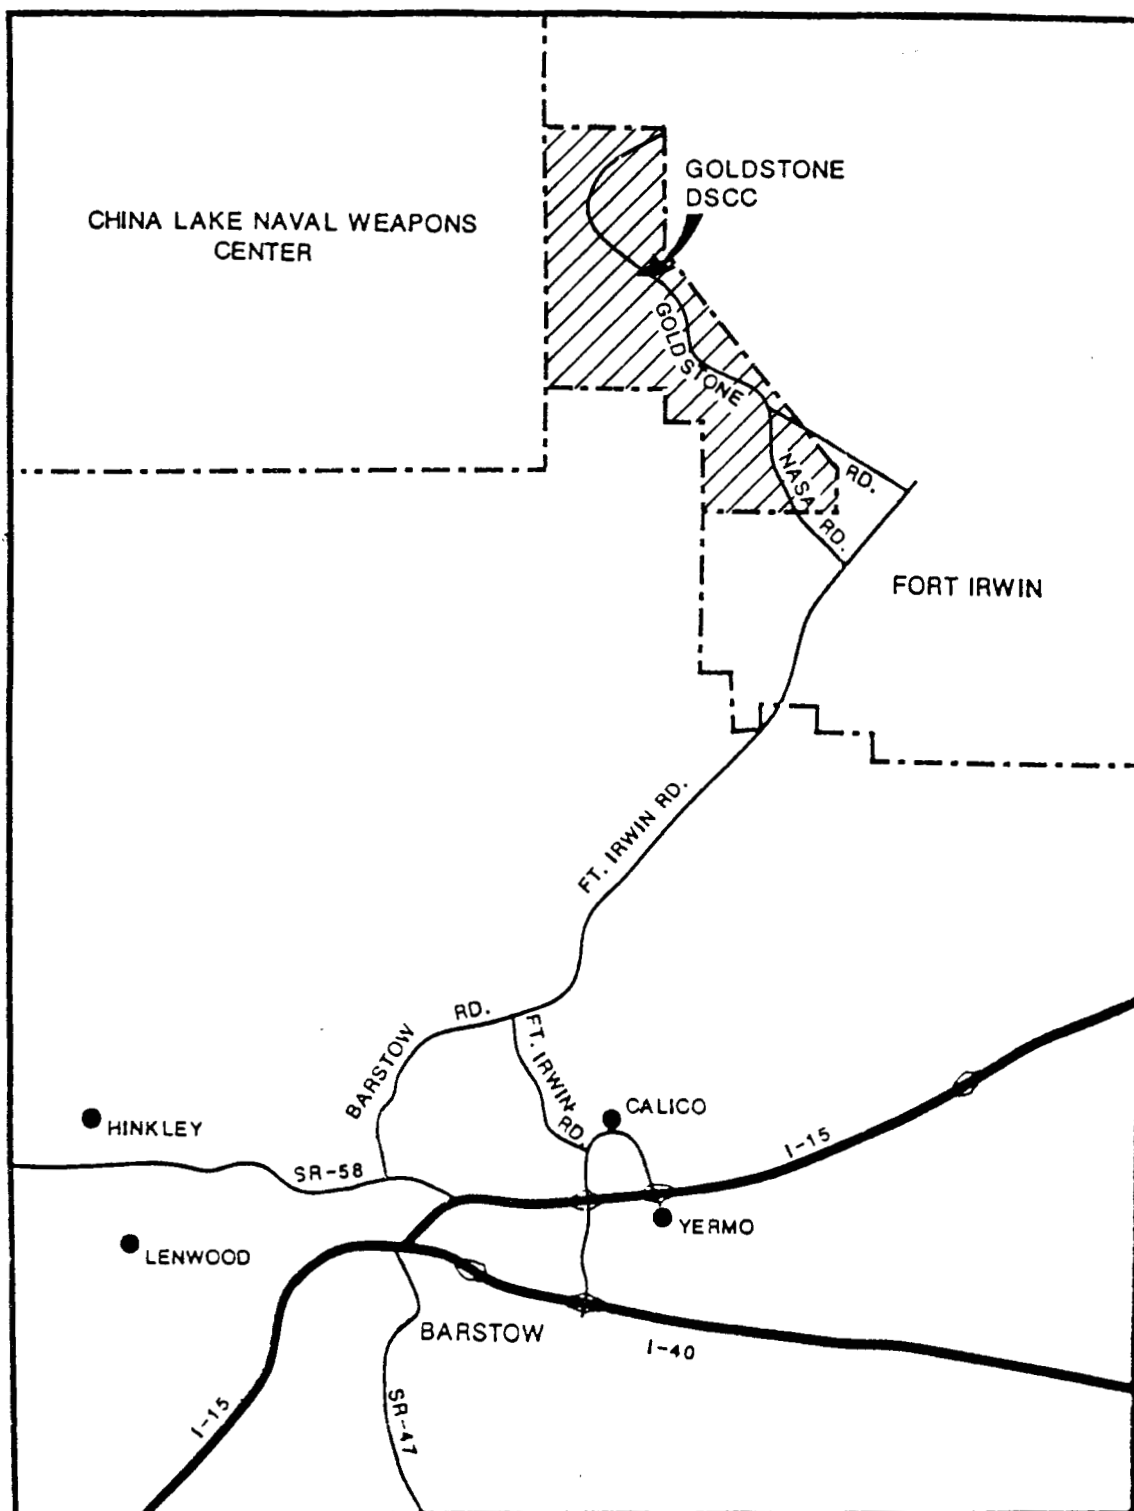 GOLDSTONE
DSCC
CHINA LAKE NAVAL WEAPONS
CENTER
GOLDSTONE
RD.
NASA RD.
FORT IRWIN
FT. IRWIN RD.
BARSTOW RD.
FT. IRWIN RD.
CALICO
HINKLEY
I-15
SR-58
YERMO
LENWOOD
BARSTOW
I-40
I-15
SR-47